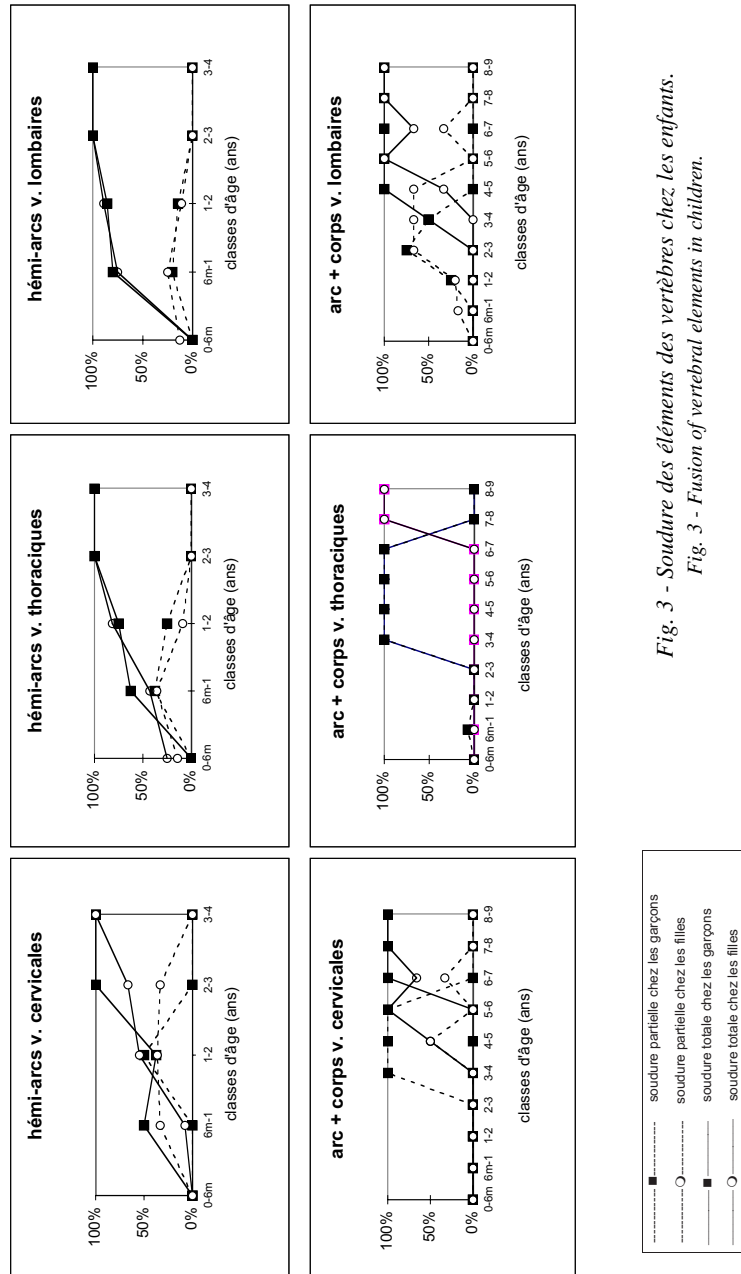 hémi-arcs v. cervicales
100%
50%
0%
0-6m 6m-1 1-2 2-3 3-4
classes d'âge (ans)
hémi-arcs v. thoraciques
100%
50%
0%
0-6m 6m-1 1-2 2-3 3-4
classes d'âge (ans)
hémi-arcs v. lombaires
100%
50%
0%
0-6m 6m-1 1-2 2-3 3-4
classes d'âge (ans)
arc + corps v. cervicales
100%
50%
0%
0-6m 6m-1 1-2 2-3 3-4 4-5 5-6 6-7 7-8 8-9
classes d'âge (ans)
arc + corps v. thoraciques
100%
50%
0%
0-6m 6m-1 1-2 2-3 3-4 4-5 5-6 6-7 7-8 8-9
classes d'âge (ans)
arc + corps v. lombaires
100%
50%
0%
0-6m 6m-1 1-2 2-3 3-4 4-5 5-6 6-7 7-8 8-9
classes d'âge (ans)
soudure partielle chez les garçons
soudure partielle chez les filles
soudure totale chez les garçons
soudure totale chez les filles
Fig. 3 - Soudure des éléments des vertèbres chez les enfants.
Fig. 3 - Fusion of vertebral elements in children.